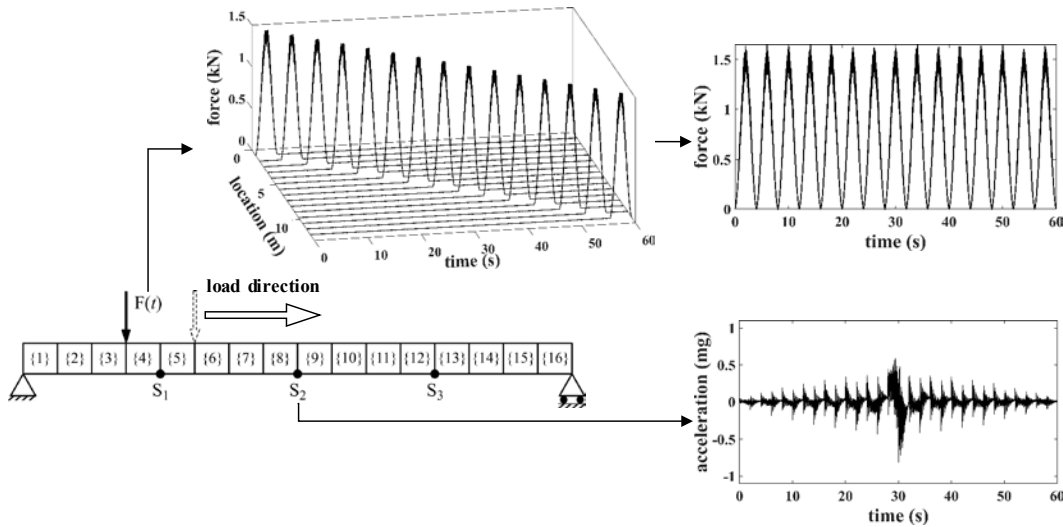 1.5
1
0.5
0
force (kN)
0
5
10
location (m)
0
10
20
30
40
50
60
time (s)
1.5
1
0.5
0
force (kN)
0 10 20 30 40 50 60
time (s)
F(t)
load direction
{1} {2} {3} {4} {5} {6} {7} {8} {9} {10} {11} {12} {13} {14} {15} {16}
S1 S2 S3
1
0.5
0
-0.5
-1
acceleration (mg)
0 10 20 30 40 50 60
time (s)